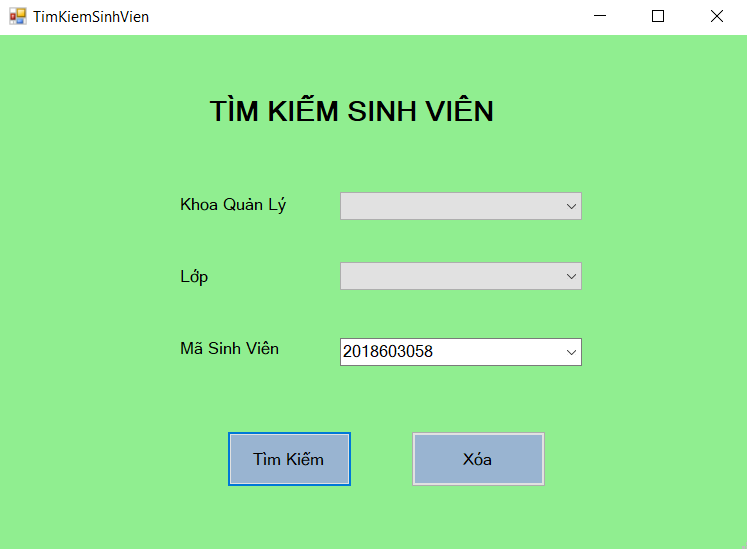 TimKiemSinhVien
TÌM KIẾM SINH VIÊN
Khoa Quản Lý
Lớp
Mã Sinh Viên
2018603058
Tìm Kiếm
Xóa